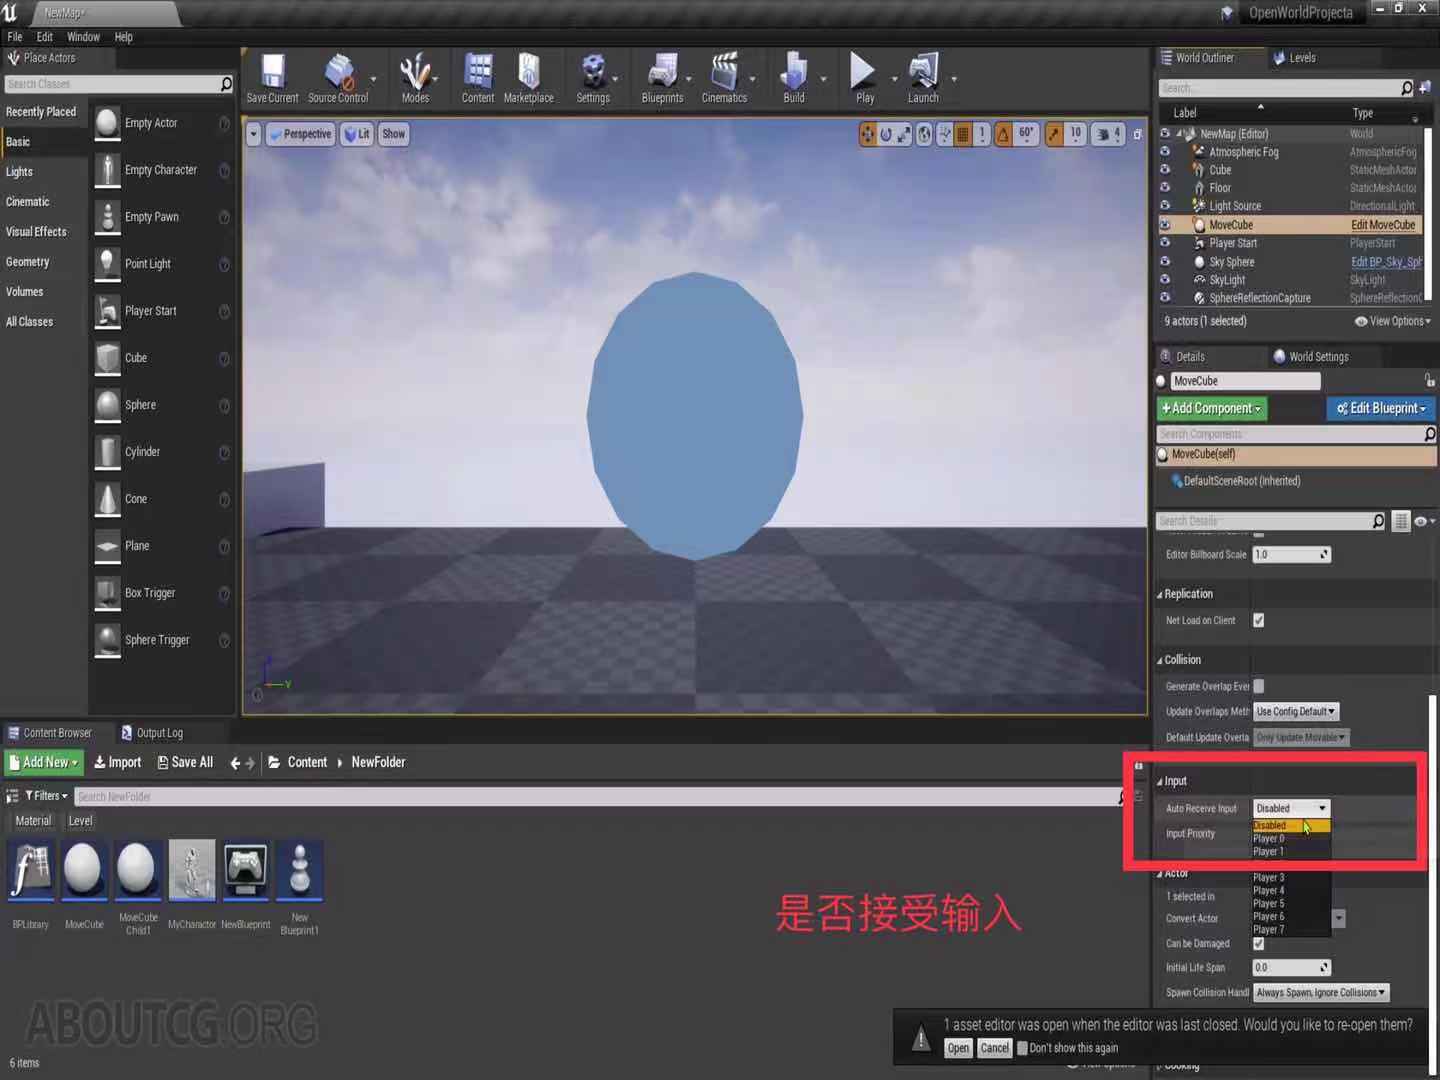 NewMap*
OpenWorldProjecta
File Edit Window Help
Place Actors
Search Classes
Recently Placed
Basic
Lights
Cinematic
Visual Effects
Geometry
Volumes
All Classes
Empty Actor
Empty Character
Empty Pawn
Point Light
Player Start
Cube
Sphere
Cylinder
Cone
Plane
Box Trigger
Sphere Trigger
Save Current
Source Control
Modes
Content
Marketplace
Settings
Blueprints
Cinematics
Build
Play
Launch
Perspective
Lit
Show
1
60°
10
4
Y
World Outliner
Levels
Search...
Label Type
NewMap (Editor) World
Atmospheric Fog AtmosphericFog
Cube StaticMeshActor
Floor StaticMeshActor
Light Source DirectionalLight
MoveCube Edit MoveCube
Player Start PlayerStart
Sky Sphere Edit BP_Sky_Sph
SkyLight SkyLight
SphereReflectionCapture SphereReflectionC
9 actors (1 selected)
View Options
Details
World Settings
MoveCube
+Add Component
Edit Blueprint
Search Components
MoveCube(self)
DefaultSceneRoot (Inherited)
Search Details
Editor Billboard Scale 1.0
Replication
Net Load on Client
Collision
Generate Overlap Ever
Update Overlaps Meth Use Config Default
Default Update Overla Only Update Movable
Input
Auto Receive Input Disabled
Disabled
Input Priority
Player 0
Player 1
Actor
Player 3
Player 4
Player 5
Player 6
Player 7
1 selected in
Convert Actor
Can be Damaged
Initial Life Span 0.0
Spawn Collision Handl Always Spawn, Ignore Collisions
Cooking
Content Browser
Output Log
Add New
Import
Save All
Content
NewFolder
Filters
Search NewFolder
Material
Level
BPLibrary
MoveCube
MoveCube
Child1
MyCharactor
NewBlueprint
New
Blueprint1
是否接受输入
ABOUTCG.ORG
6 items
View Options
1 asset editor was open when the editor was last closed. Would you like to re-open them?
Open
Cancel
Don't show this again